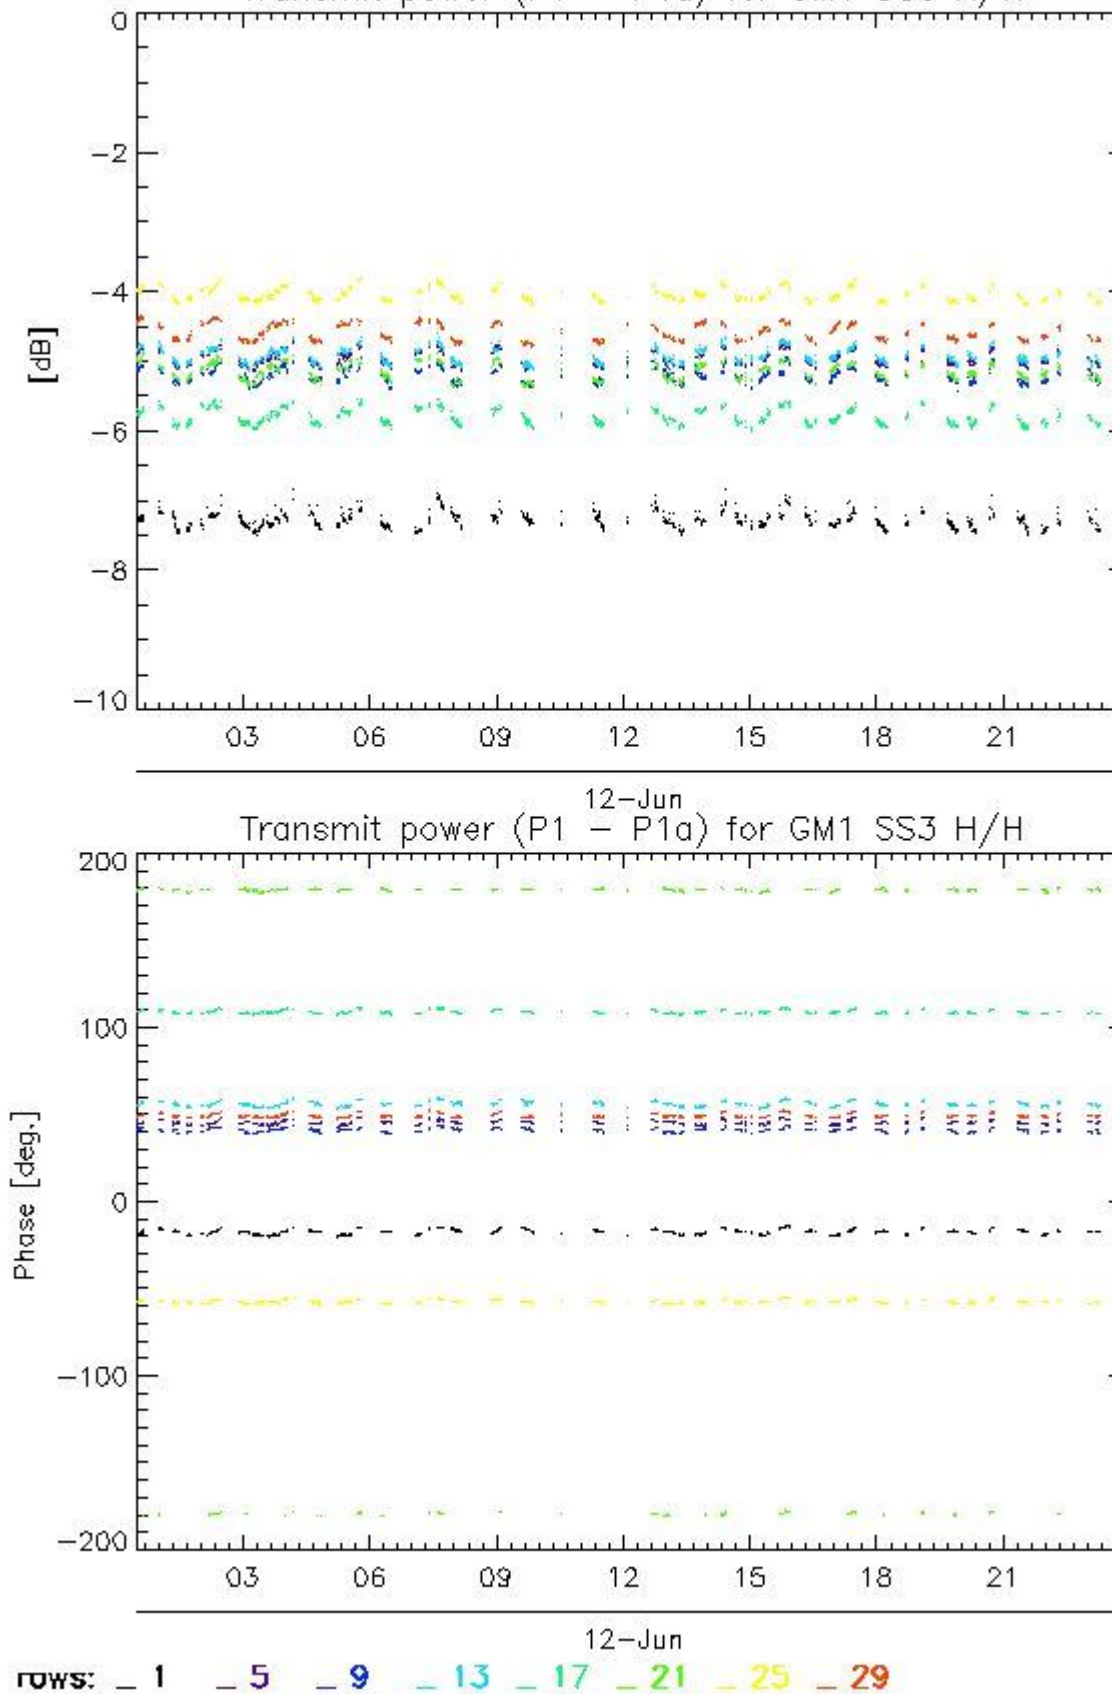 0
-2
-4
-6
-8
-10
[dB]
03 06 09 12 15 18 21
12-Jun
Transmit power (P1 - P1a) for GM1 SS3 H/H
200
100
0
-100
-200
Phase [deg.]
03 06 09 12 15 18 21
12-Jun
rows: _ 1 _ 5 _ 9 _ 13 _ 17 _ 21 _ 25 _ 29